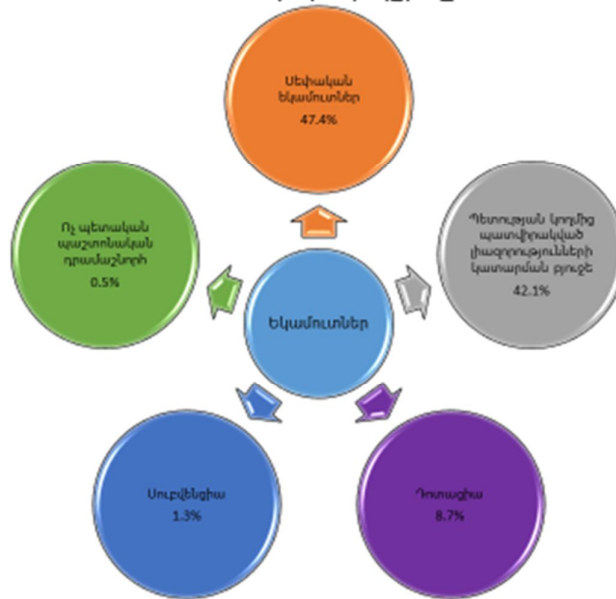 Սեփական
եկամուտներ
47.4%
Ոչ պետական
պաշտոնական
դրամաշնորհ
0.5%
Պետության կողմից
պատվիրակված
լիազորությունների
կատարման բյուջե
42.1%
Եկամուտներ
Սուբվենցիա
1.3%
Դոտացիա
8.7%